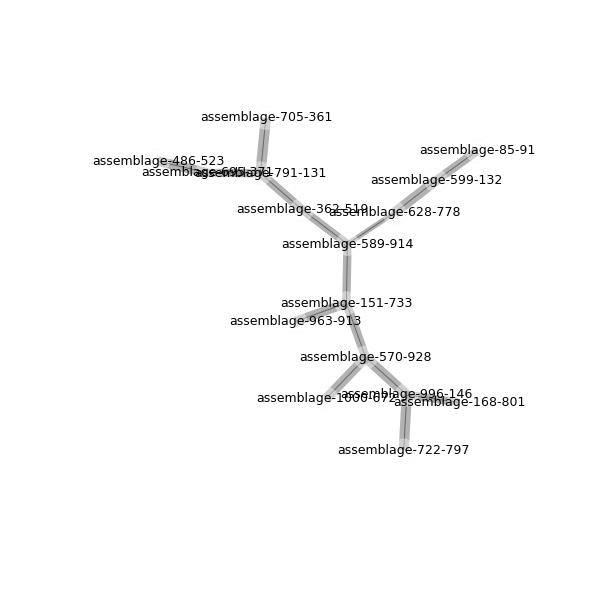 assemblage-705-361
assemblage-85-91
assemblage-486-523
assemblage-695-371
assemblage-791-131
assemblage-599-132
assemblage-362-519
assemblage-628-778
assemblage-589-914
assemblage-151-733
assemblage-963-913
assemblage-570-928
assemblage-996-146
assemblage-1000-672
assemblage-168-801
assemblage-722-797